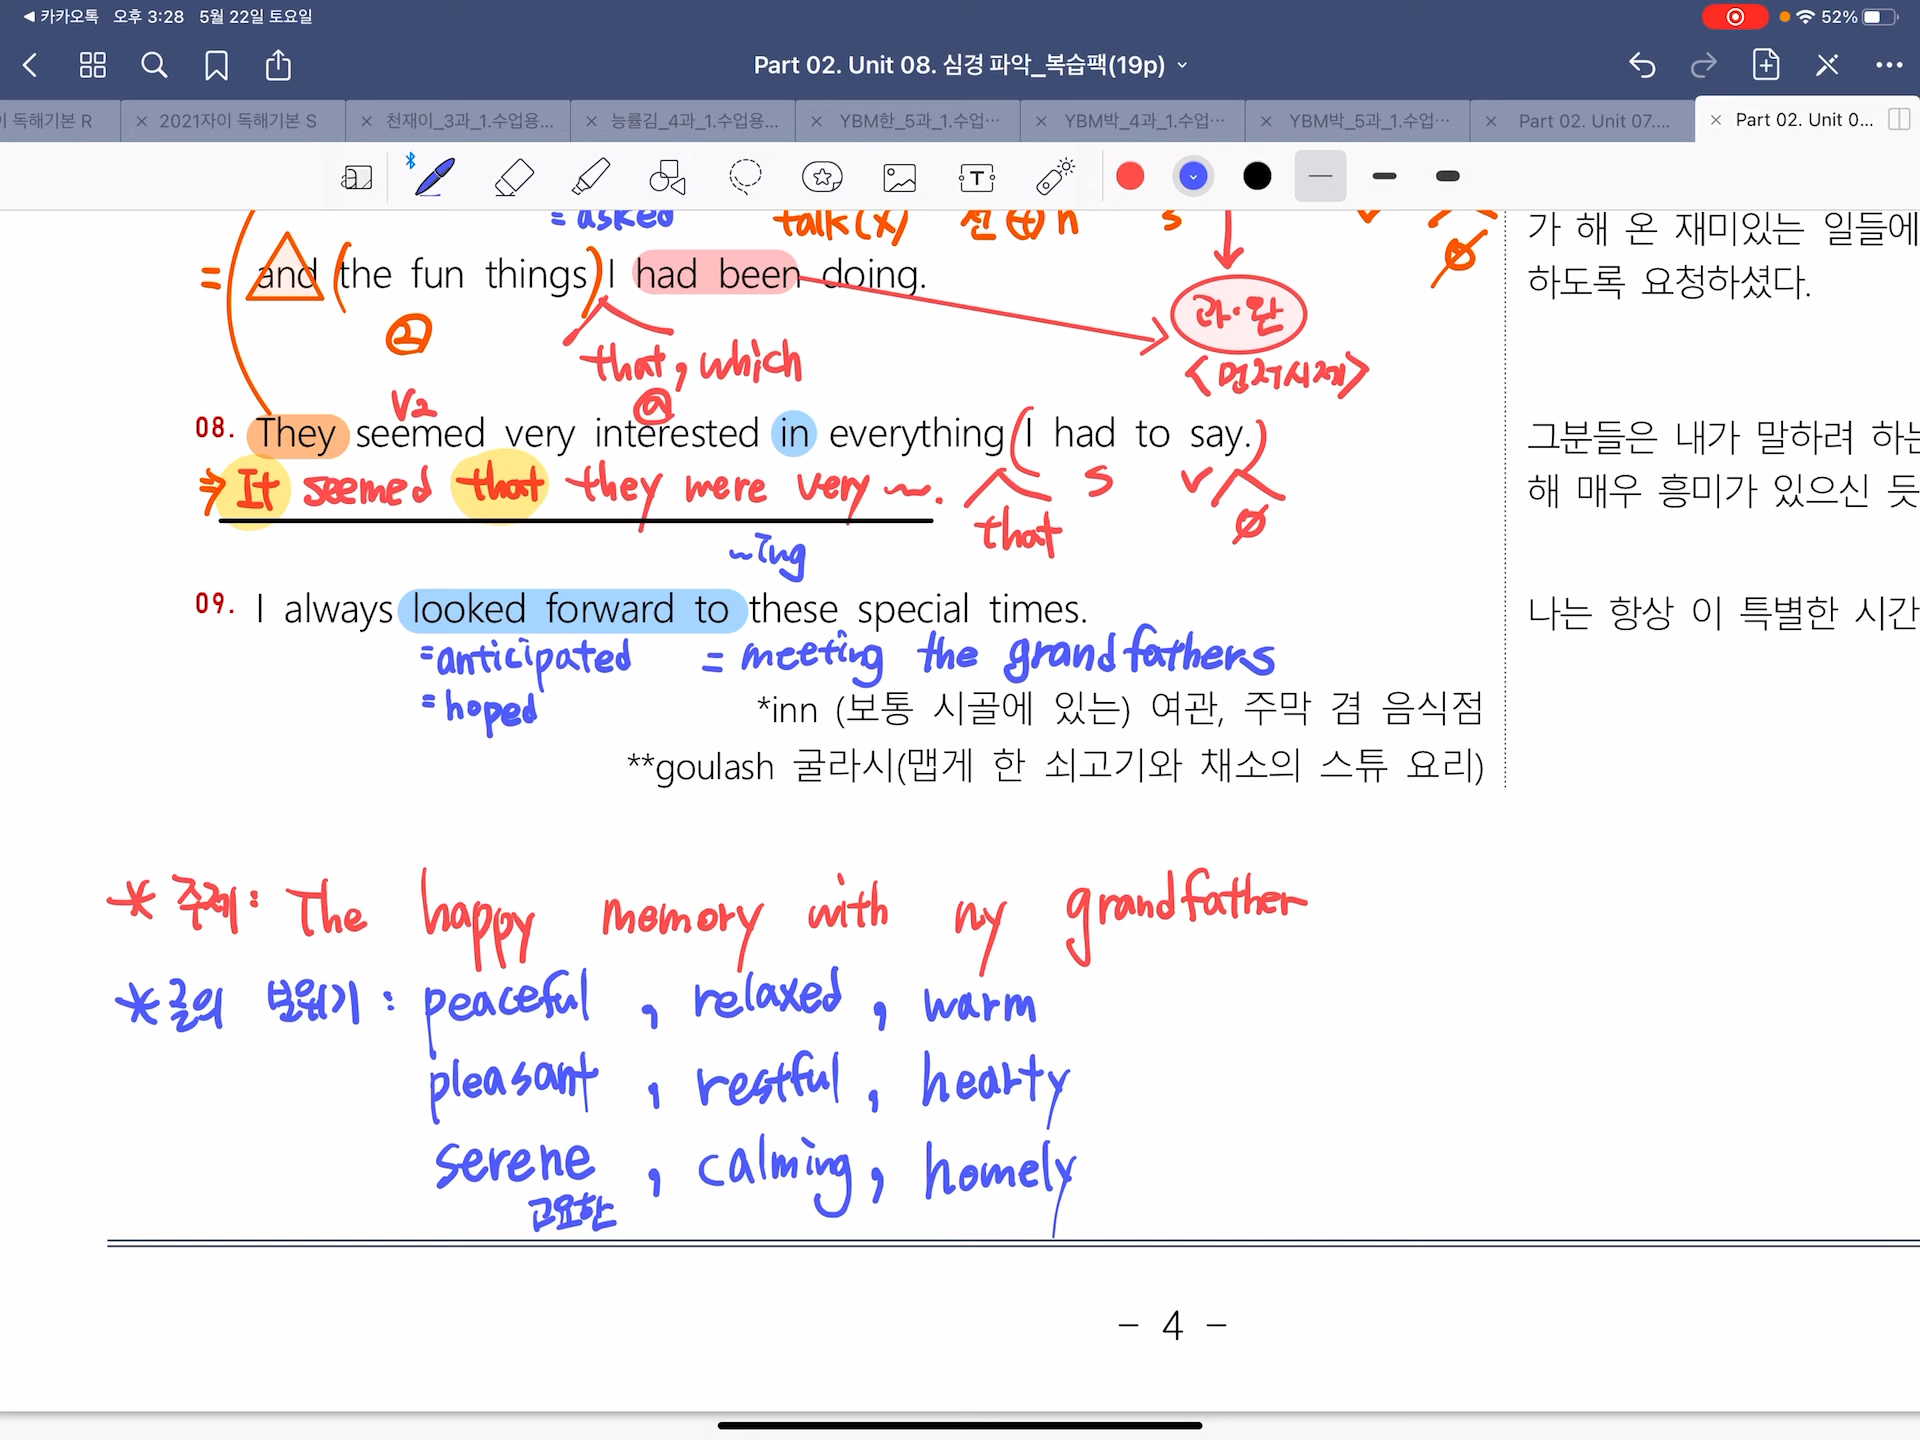 ◀ 카카오톡 오후 3:28 5월 22일 토요일 52%
Part 02. Unit 08. 심경 파악_복습팩(19p)
이 독해기본 R
2021자이 독해기본 S
천재이_3과_1.수업용...
능률김_4과_1.수업용...
YBM한_5과_1.수업...
YBM박_4과_1.수업...
YBM박_5과_1.수업...
Part 02. Unit 07....
Part 02. Unit 0...
= asked talk(x) 전⊕n s
가 해 온 재미있는 일들에
= and (the fun things) I had been doing.
하도록 요청하셨다.
② that, which 과·완
<먼저시제>
V2 @
08. They seemed very interested in everything (I had to say.)
그분들은 내가 말하려 하는
⇒ It seemed that they were very ~. that s v ∅
해 매우 흥미가 있으신 듯
~ing
09. I always looked forward to these special times.
나는 항상 이 특별한 시간
=anticipated = meeting the grandfathers
=hoped
*inn (보통 시골에 있는) 여관, 주막 겸 음식점
**goulash 굴라시(맵게 한 쇠고기와 채소의 스튜 요리)
* 주제: The happy memory with my grandfather
*글의 분위기 : peaceful, relaxed, warm
pleasant, restful, hearty
serene, calming, homely
고요한
- 4 -